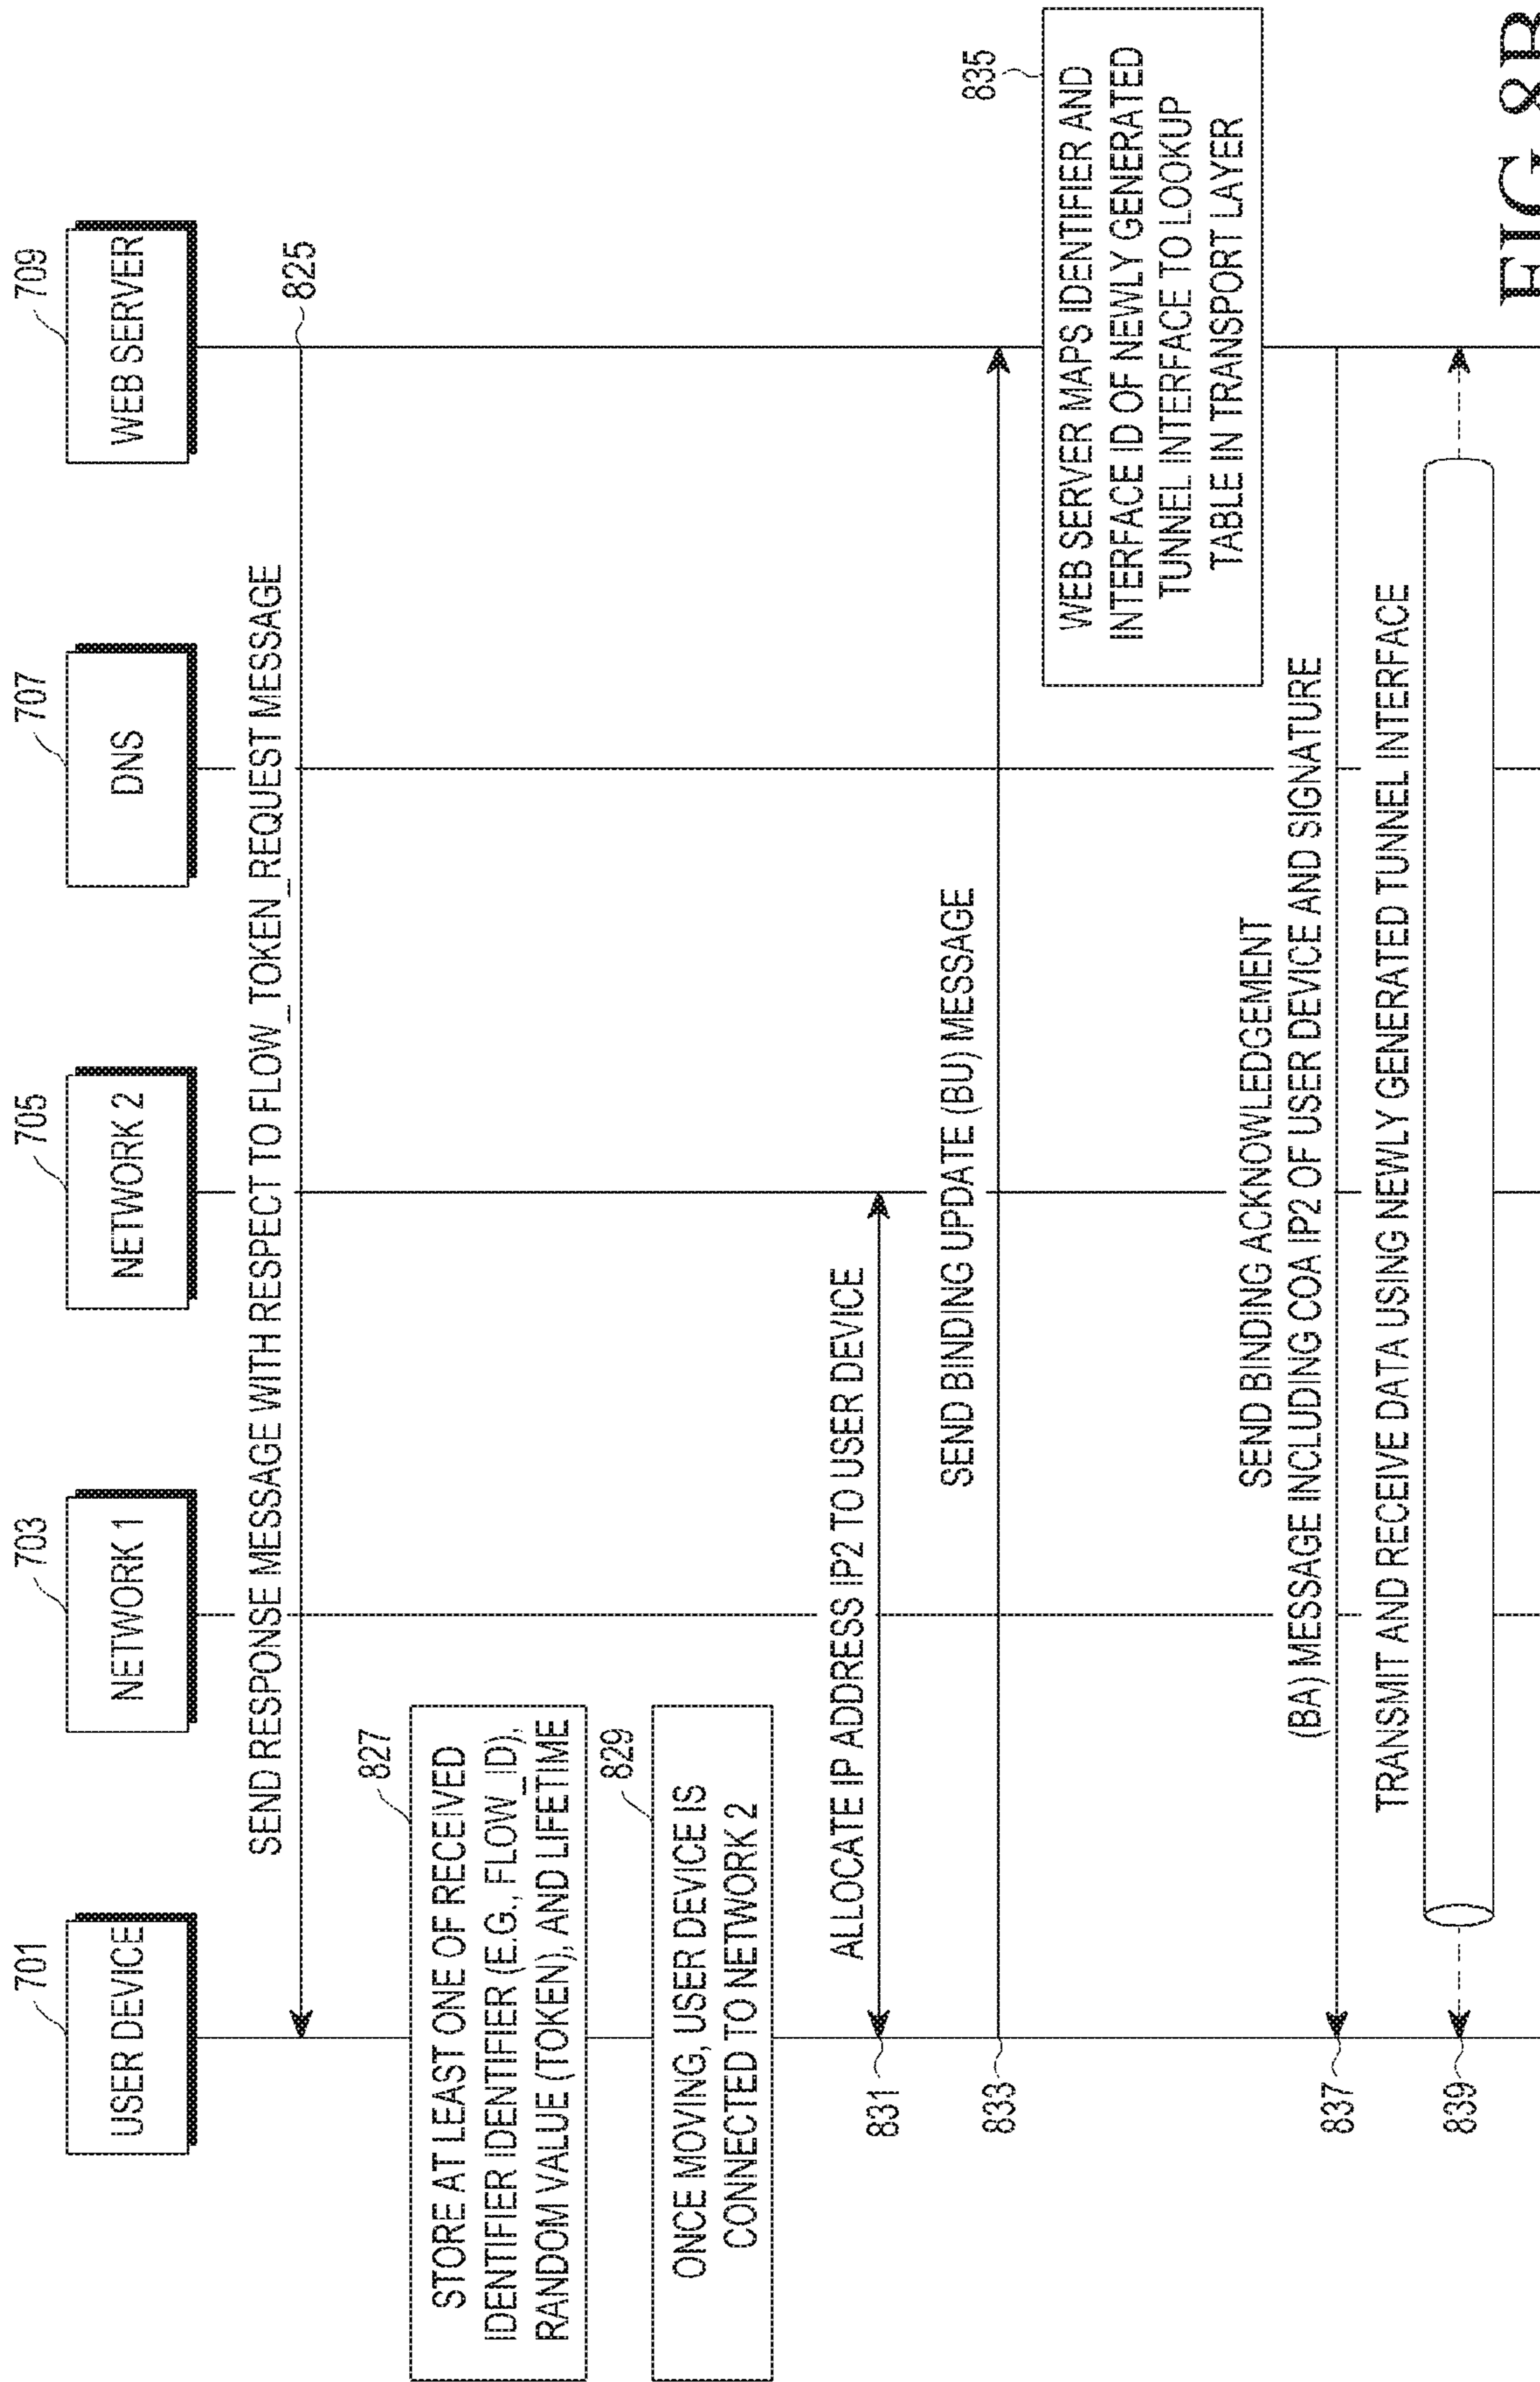 701
USER DEVICE
703
NETWORK 1
705
NETWORK 2
707
DNS
709
WEB SERVER
SEND RESPONSE MESSAGE WITH RESPECT TO FLOW_TOKEN_REQUEST MESSAGE
825
827
STORE AT LEAST ONE OF RECEIVED
IDENTIFIER IDENTIFIER (E.G., FLOW_ID),
RANDOM VALUE (TOKEN), AND LIFETIME
829
ONCE MOVING, USER DEVICE IS
CONNECTED TO NETWORK 2
ALLOCATE IP ADDRESS IP2 TO USER DEVICE
831
SEND BINDING UPDATE (BU) MESSAGE
833
835
WEB SERVER MAPS IDENTIFIER AND
INTERFACE ID OF NEWLY GENERATED
TUNNEL INTERFACE TO LOOKUP
TABLE IN TRANSPORT LAYER
SEND BINDING ACKNOWLEDGEMENT
(BA) MESSAGE INCLUDING COA IP2 OF USER DEVICE AND SIGNATURE
837
TRANSMIT AND RECEIVE DATA USING NEWLY GENERATED TUNNEL INTERFACE
839
FIG 8B